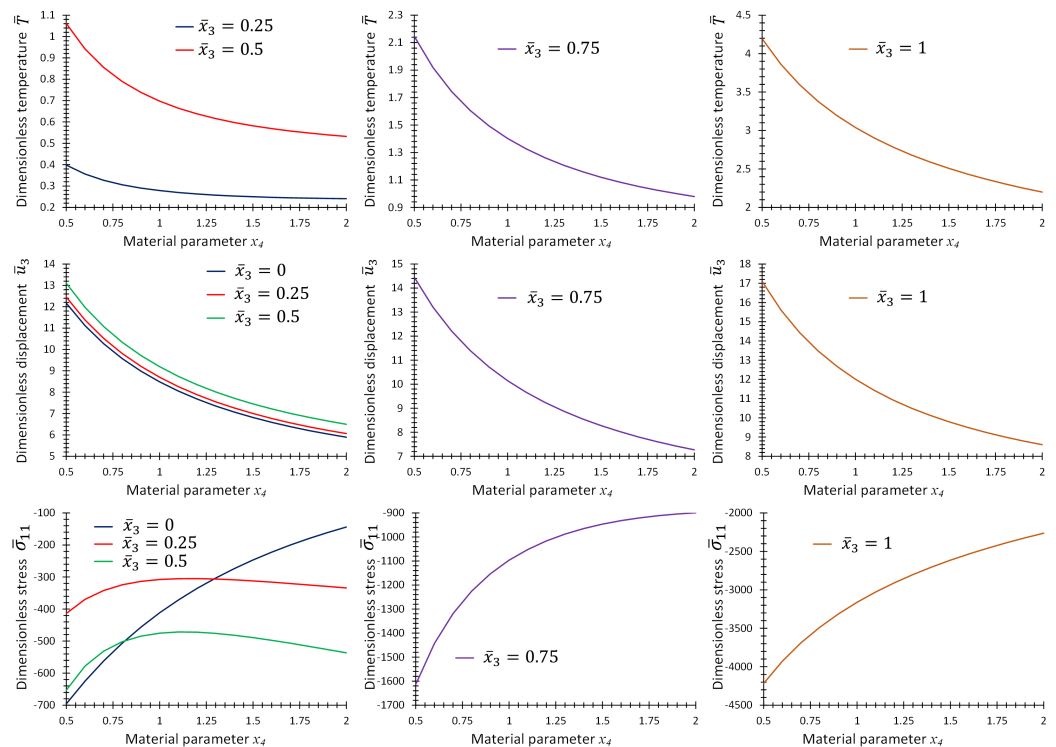 Dimensionless temperature T̄
1.1
1
0.9
0.8
0.7
0.6
0.5
0.4
0.3
0.2
0.5 0.75 1 1.25 1.5 1.75 2
Material parameter x₄
x̄₃ = 0.25
x̄₃ = 0.5
Dimensionless temperature T̄
2.3
2.1
1.9
1.7
1.5
1.3
1.1
0.9
0.5 0.75 1 1.25 1.5 1.75 2
Material parameter x₄
x̄₃ = 0.75
Dimensionless temperature T̄
4.5
4
3.5
3
2.5
2
0.5 0.75 1 1.25 1.5 1.75 2
Material parameter x₄
x̄₃ = 1
Dimensionless displacement ū₃
14
13
12
11
10
9
8
7
6
5
0.5 0.75 1 1.25 1.5 1.75 2
Material parameter x₄
x̄₃ = 0
x̄₃ = 0.25
x̄₃ = 0.5
Dimensionless displacement ū₃
15
14
13
12
11
10
9
8
7
0.5 0.75 1 1.25 1.5 1.75 2
Material parameter x₄
x̄₃ = 0.75
Dimensionless displacement ū₃
18
17
16
15
14
13
12
11
10
9
8
0.5 0.75 1 1.25 1.5 1.75 2
Material parameter x₄
x̄₃ = 1
Dimensionless stress σ̄₁₁
-100
-200
-300
-400
-500
-600
-700
0.5 0.75 1 1.25 1.5 1.75 2
Material parameter x₄
x̄₃ = 0
x̄₃ = 0.25
x̄₃ = 0.5
Dimensionless stress σ̄₁₁
-900
-1000
-1100
-1200
-1300
-1400
-1500
-1600
-1700
0.5 0.75 1 1.25 1.5 1.75 2
Material parameter x₄
x̄₃ = 0.75
Dimensionless stress σ̄₁₁
-2000
-2500
-3000
-3500
-4000
-4500
0.5 0.75 1 1.25 1.5 1.75 2
Material parameter x₄
x̄₃ = 1